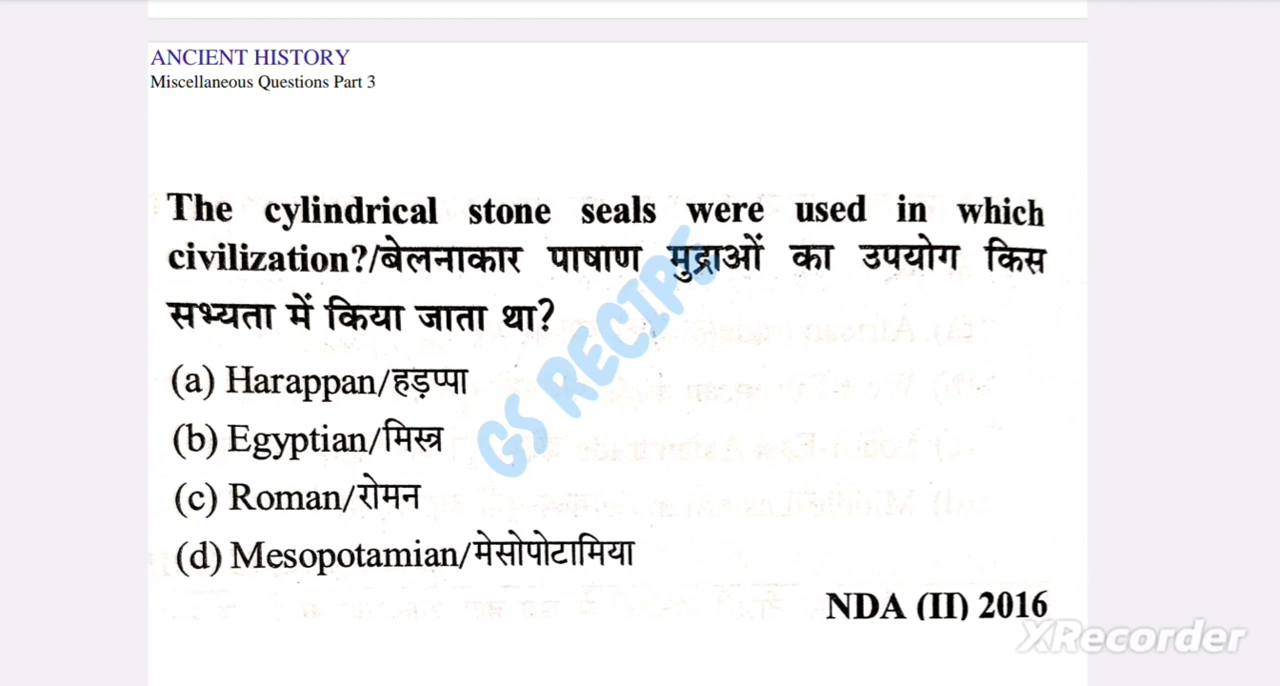 ANCIENT HISTORY
Miscellaneous Questions Part 3
The cylindrical stone seals were used in which
civilization?/बेलनाकार पाषाण मुद्राओं का उपयोग किस
सभ्यता में किया जाता था?
(a) Harappan/हड़प्पा
(b) Egyptian/मिस्त्र
(c) Roman/रोमन
(d) Mesopotamian/मेसोपोटामिया
NDA (II) 2016
GS RECIPE
XRecorder